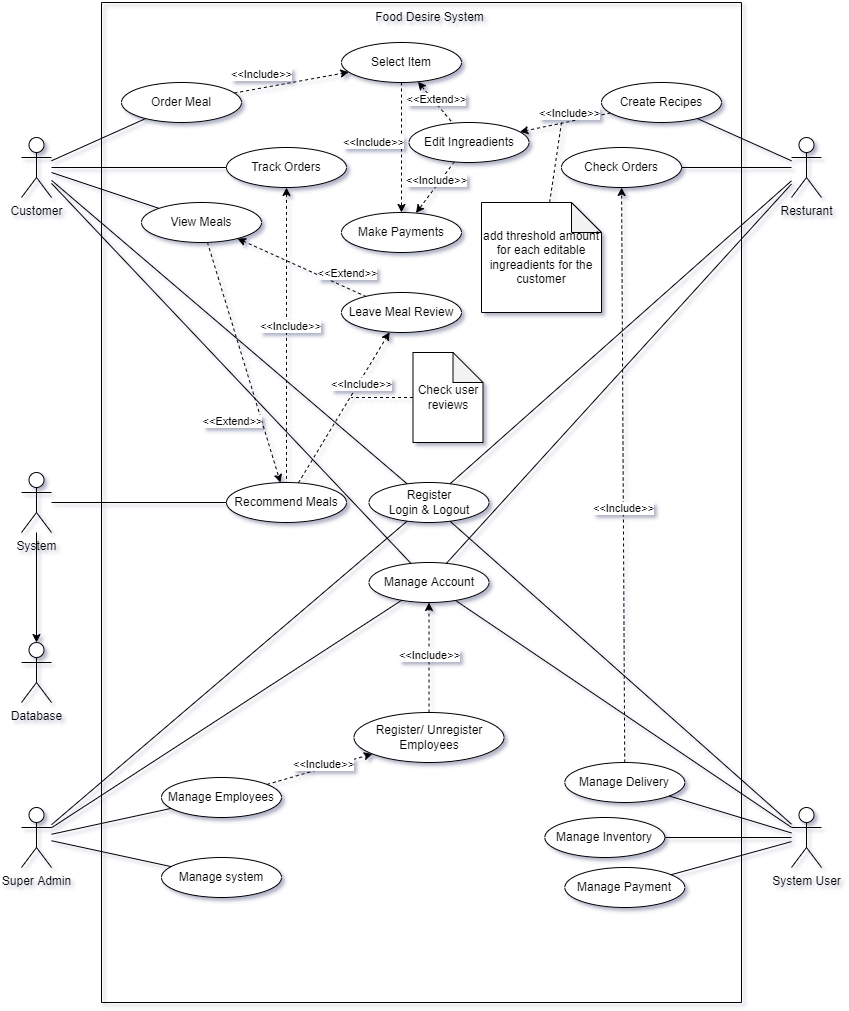 Food Desire System
Select Item
<<Include>>
Order Meal
<<Extend>>
Create Recipes
<<Include>>
<<Include>>
Edit Ingreadients
Track Orders
Check Orders
<<Include>>
Customer
Resturant
View Meals
Make Payments
add threshold amount
for each editable
ingreadients for the
customer
<<Extend>>
Leave Meal Review
<<Include>>
<<Include>>
Check user
reviews
<<Extend>>
Recommend Meals
Register
Login & Logout
<<Include>>
System
Manage Account
<<Include>>
Database
Register/ Unregister
Employees
<<Include>>
Manage Delivery
Manage Employees
Manage Inventory
Manage system
Super Admin
System User
Manage Payment